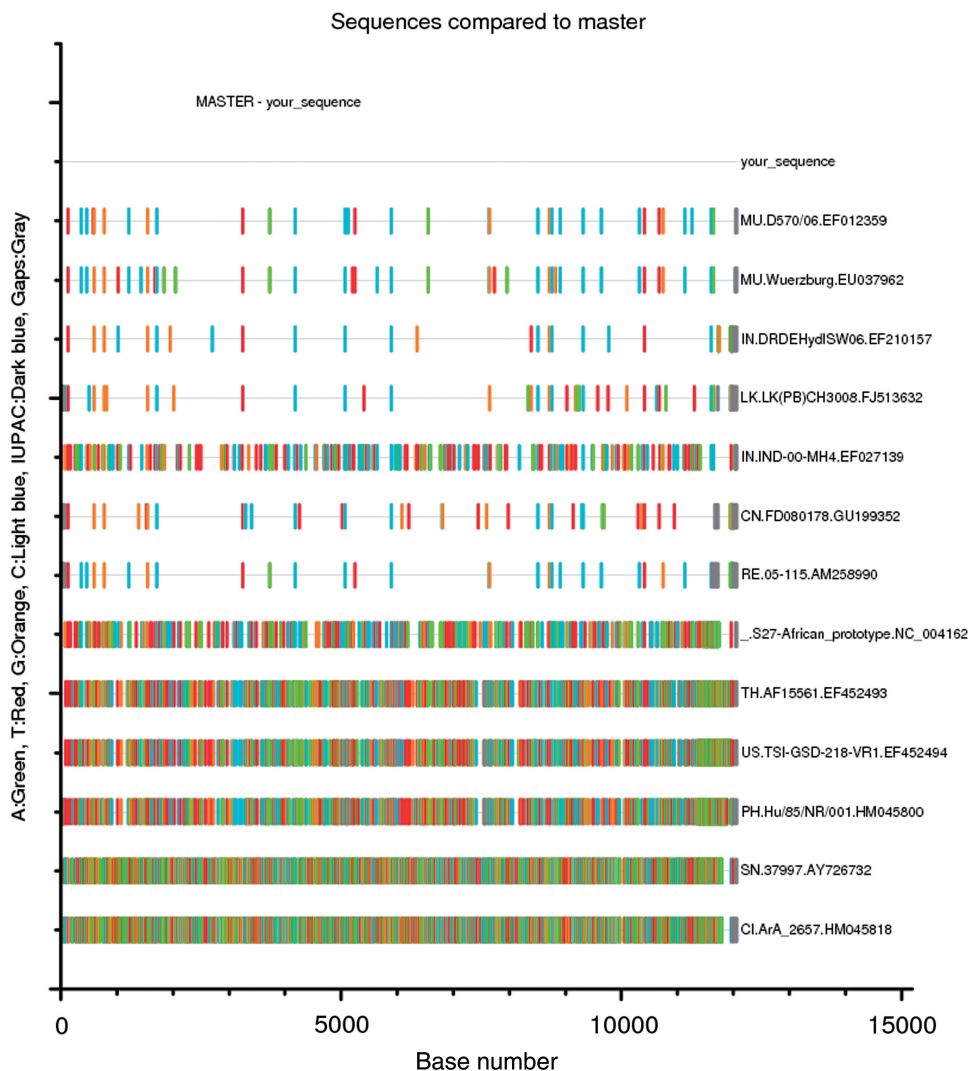 Sequences compared to master
MASTER - your_sequence
your_sequence
MU.D570/06.EF012359
MU.Wuerzburg.EU037962
IN.DRDEHydISW06.EF210157
LK.LK(PB)CH3008.FJ513632
IN.IND-00-MH4.EF027139
CN.FD080178.GU199352
RE.05-115.AM258990
_.S27-African_prototype.NC_004162
TH.AF15561.EF452493
US.TSI-GSD-218-VR1.EF452494
PH.Hu/85/NR/001.HM045800
SN.37997.AY726732
CI.ArA_2657.HM045818
A:Green, T:Red, G:Orange, C:Light blue, IUPAC:Dark blue, Gaps:Gray
0 5000 10000 15000
Base number